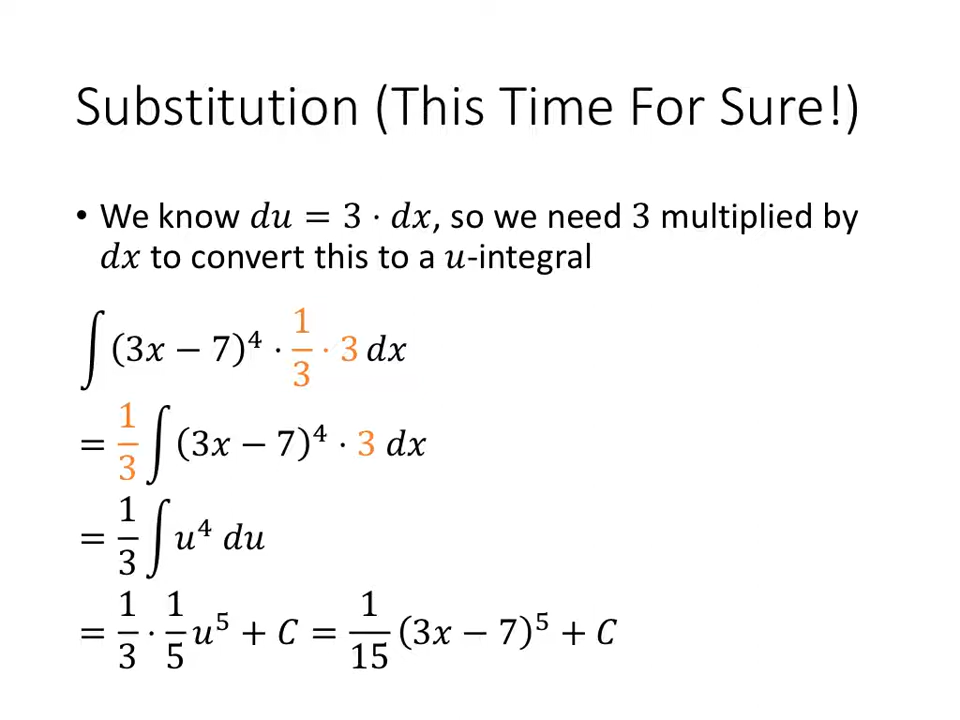 Substitution (This Time For Sure!)
• We know 𝑑𝑢 = 3 · 𝑑𝑥, so we need 3 multiplied by
𝑑𝑥 to convert this to a 𝑢-integral
∫(3𝑥 − 7)⁴ · 1/3 · 3 𝑑𝑥
= 1/3 ∫(3𝑥 − 7)⁴ · 3 𝑑𝑥
= 1/3 ∫ 𝑢⁴ 𝑑𝑢
= 1/3 · 1/5 𝑢⁵ + 𝐶 = 1/15 (3𝑥 − 7)⁵ + 𝐶